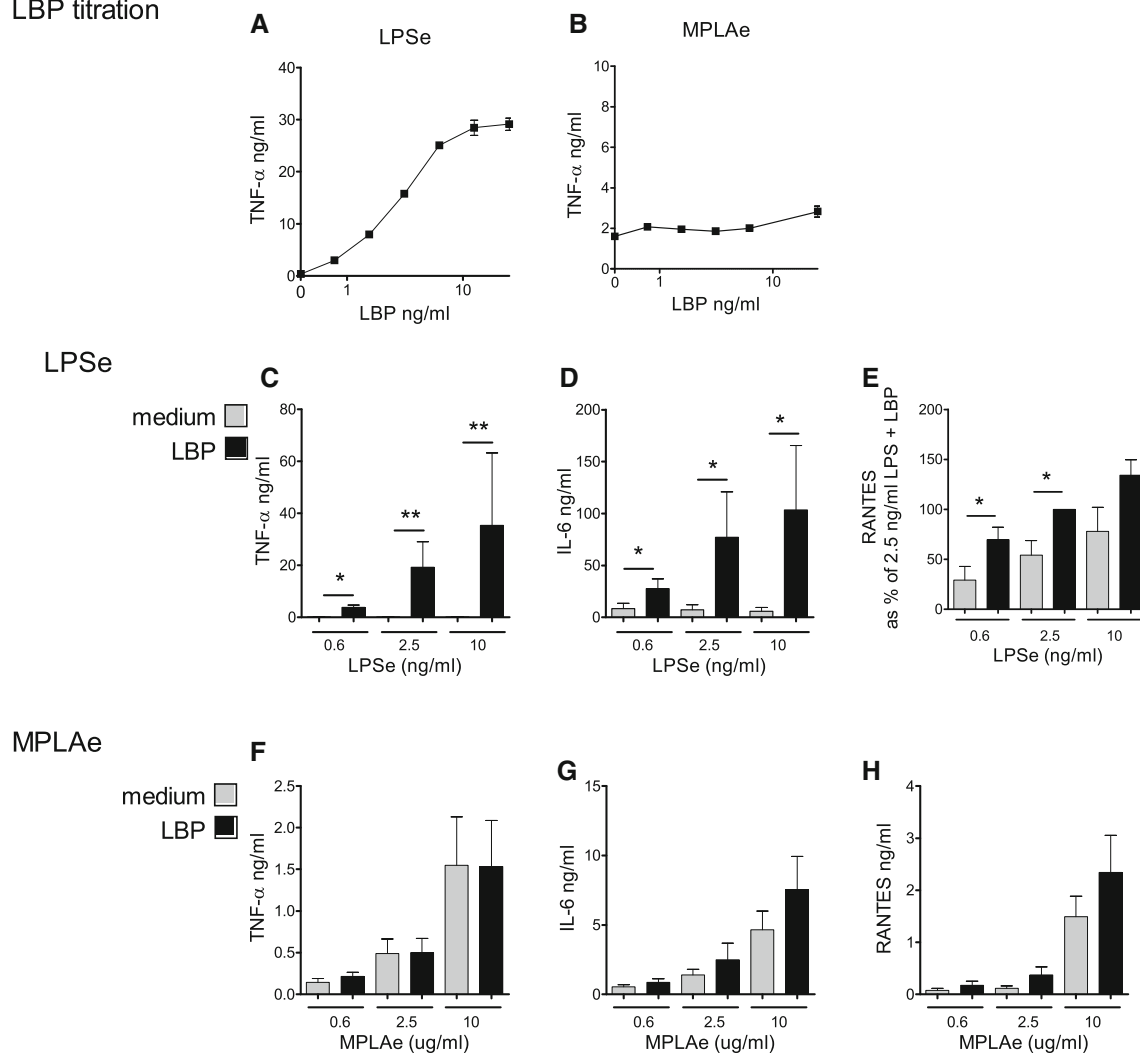 LBP titration
A
LPSe
TNF-α ng/ml
40
30
20
10
0
0 1 10
LBP ng/ml
B
MPLAe
TNF-α ng/ml
10
8
6
4
2
0
0 1 10
LBP ng/ml
LPSe
medium
LBP
C
TNF-α ng/ml
80
60
40
20
0
*
**
**
0.6 2.5 10
LPSe (ng/ml)
D
IL-6 ng/ml
200
150
100
50
0
*
*
*
0.6 2.5 10
LPSe (ng/ml)
E
RANTES
as % of 2.5 ng/ml LPS + LBP
200
150
100
50
0
*
*
0.6 2.5 10
LPSe (ng/ml)
MPLAe
medium
LBP
F
TNF-α ng/ml
2.5
2.0
1.5
1.0
0.5
0.0
0.6 2.5 10
MPLAe (ug/ml)
G
IL-6 ng/ml
15
10
5
0
0.6 2.5 10
MPLAe (ug/ml)
H
RANTES ng/ml
4
3
2
1
0
0.6 2.5 10
MPLAe (ug/ml)